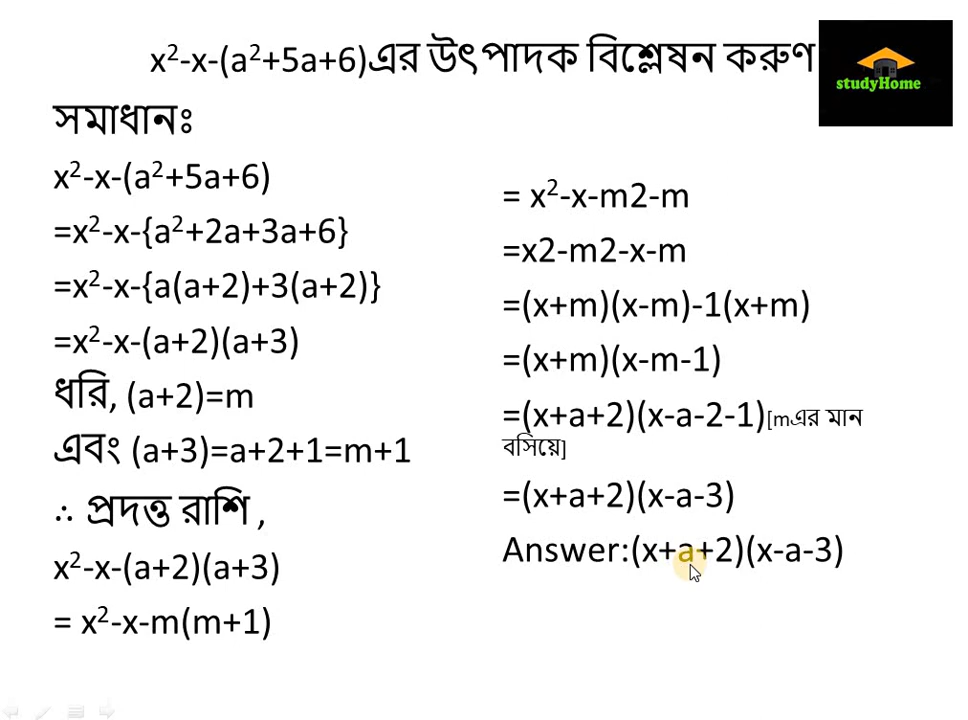 x²-x-(a²+5a+6)এর উৎপাদক বিশ্লেষন করুণ
studyHome
সমাধানঃ
x²-x-(a²+5a+6)
=x²-x-{a²+2a+3a+6}
=x²-x-{a(a+2)+3(a+2)}
=x²-x-(a+2)(a+3)
ধরি, (a+2)=m
এবং (a+3)=a+2+1=m+1
∴ প্রদত্ত রাশি ,
x²-x-(a+2)(a+3)
= x²-x-m(m+1)
= x²-x-m2-m
=x2-m2-x-m
=(x+m)(x-m)-1(x+m)
=(x+m)(x-m-1)
=(x+a+2)(x-a-2-1)[mএর মান
বসিয়ে]
=(x+a+2)(x-a-3)
Answer:(x+a+2)(x-a-3)